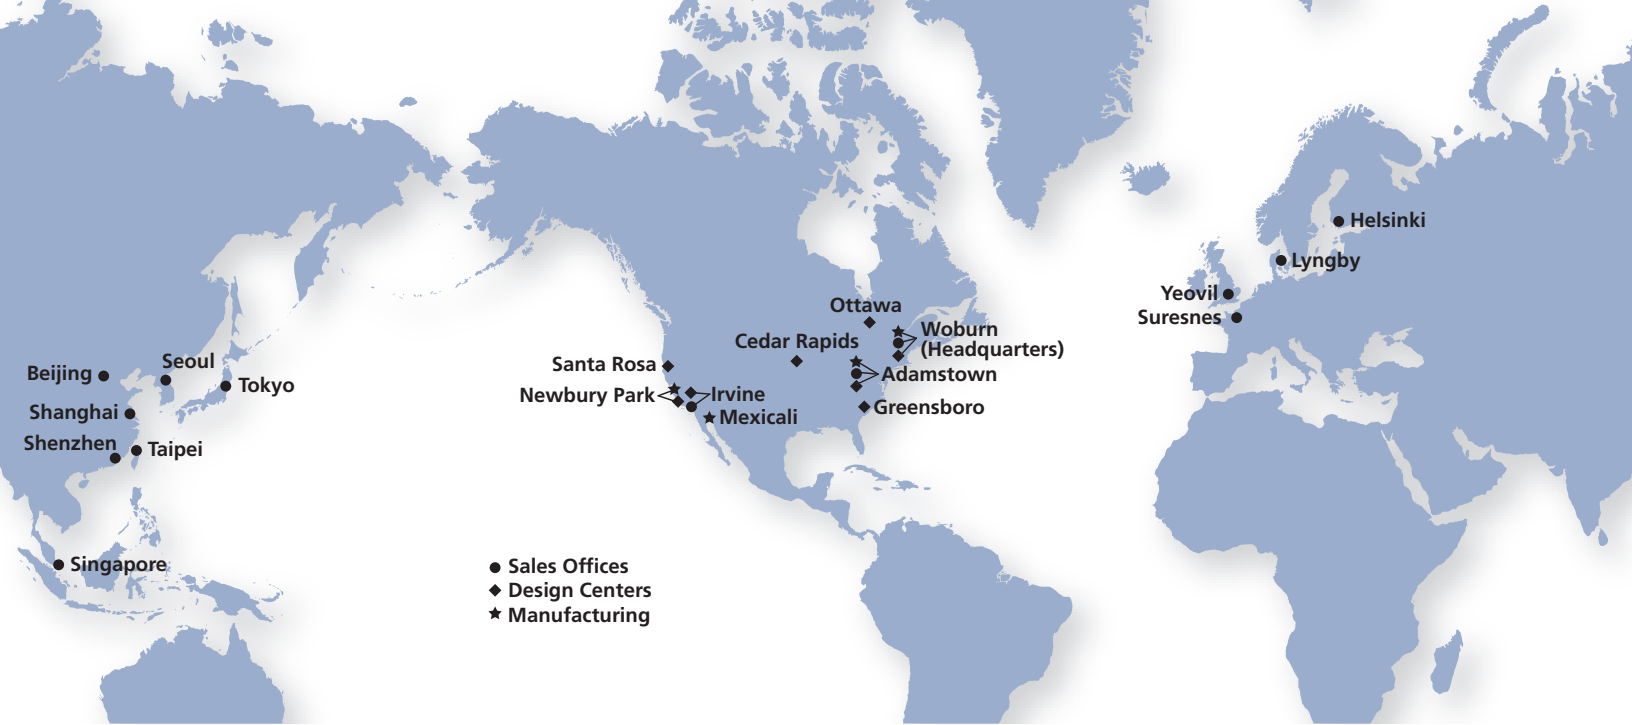 Helsinki
Lyngby
Yeovil
Suresnes
Ottawa
Woburn
(Headquarters)
Cedar Rapids
Adamstown
Greensboro
Santa Rosa
Newbury Park
Irvine
Mexicali
Beijing
Seoul
Tokyo
Shanghai
Shenzhen
Taipei
Singapore
Sales Offices
Design Centers
Manufacturing